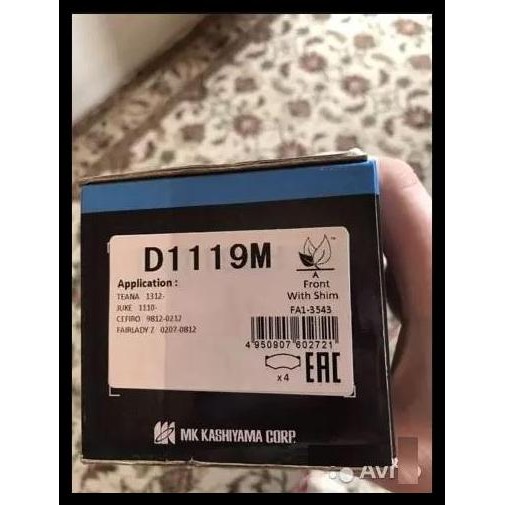 D1119M
Application :
TEANA 1312-
JUKE 1110-
CEFIRO 9812-0212
FAIRLADY Z 0207-0812
TM
A
Front
With Shim
FA1-3543
4 950907 602721
x4
EAC
MK KASHIYAMA CORP.
Avito